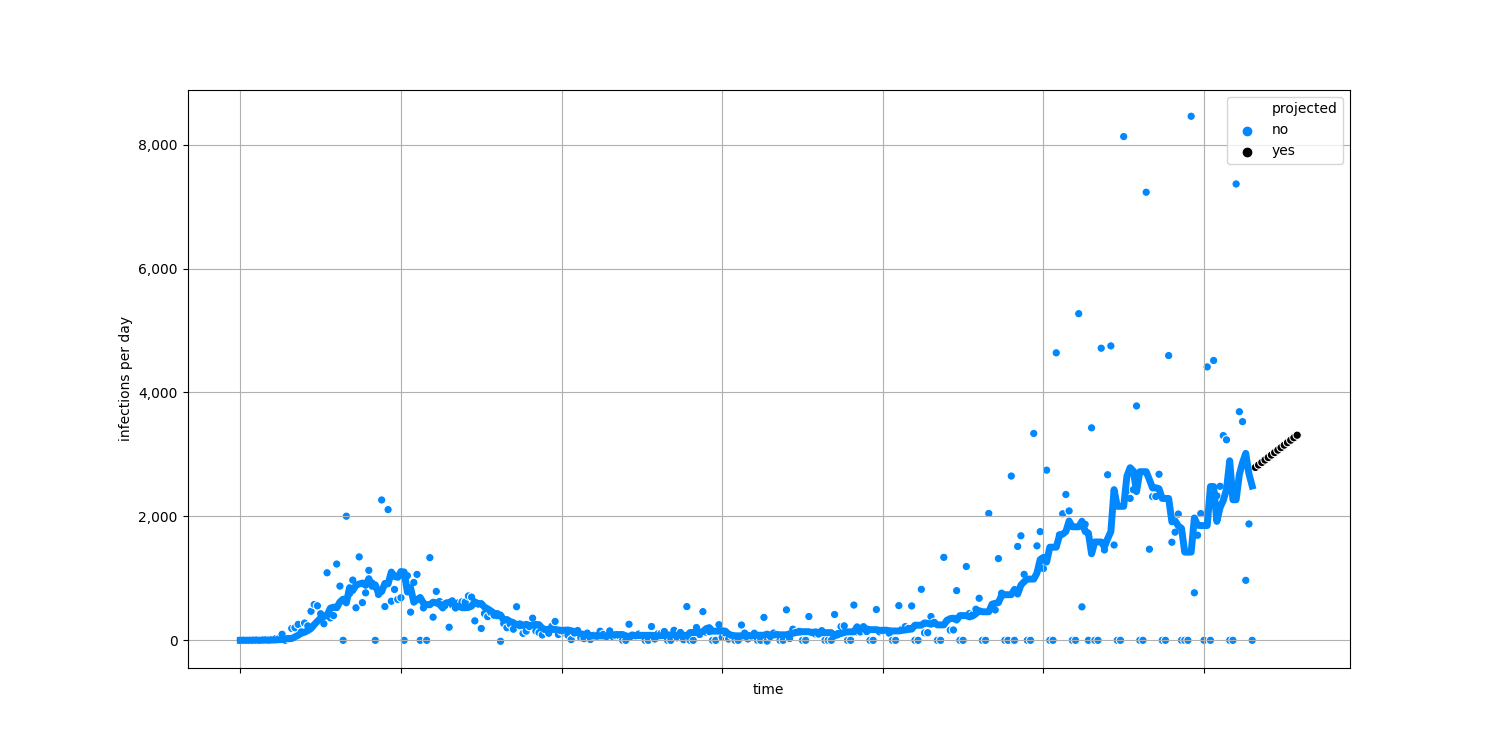 projected
no
yes
8,000
6,000
4,000
2,000
0
infections per day
time